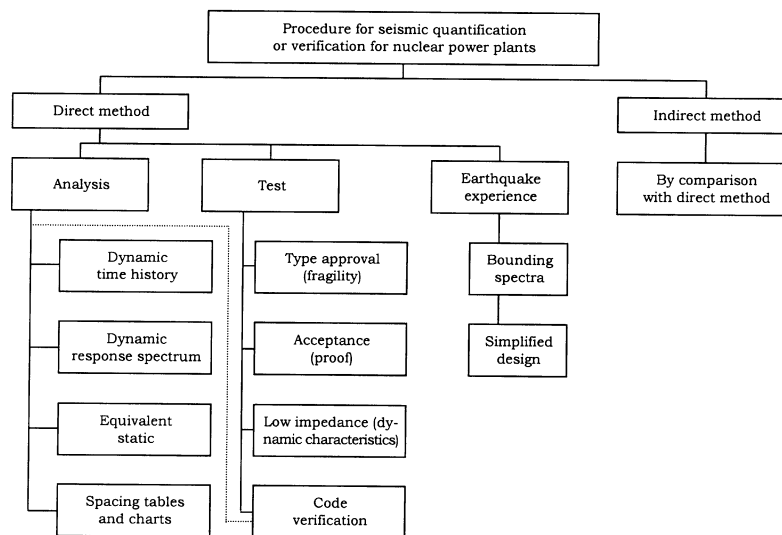 Procedure for seismic quantification
or verification for nuclear power plants
Direct method
Indirect method
Analysis
Test
Earthquake
experience
By comparison
with direct method
Dynamic
time history
Type approval
(fragility)
Bounding
spectra
Dynamic
response spectrum
Acceptance
(proof)
Simplified
design
Equivalent
static
Low impedance (dy-
namic characteristics)
Spacing tables
and charts
Code
verification